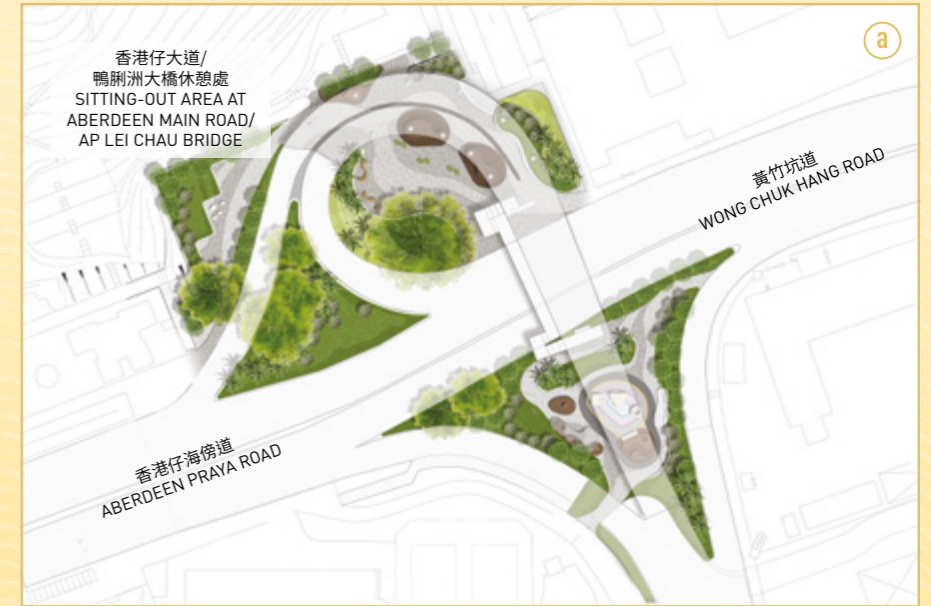 a
香港仔大道/
鴨脷洲大橋休憩處
SITTING-OUT AREA AT
ABERDEEN MAIN ROAD/
AP LEI CHAU BRIDGE
黃竹坑道
WONG CHUK HANG ROAD
香港仔海傍道
ABERDEEN PRAYA ROAD